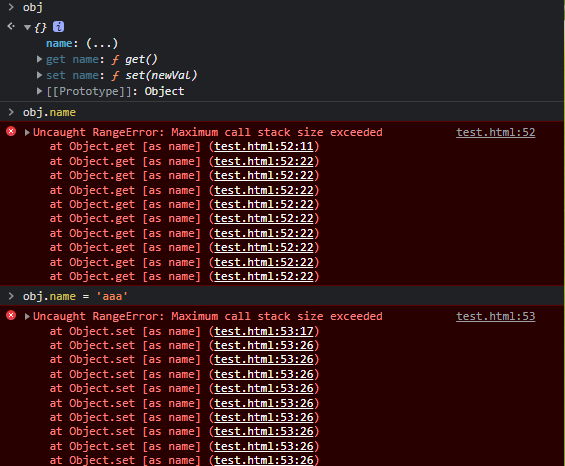 > obj
{} i
name: (...)
get name: ƒ get()
set name: ƒ set(newVal)
[[Prototype]]: Object
> obj.name
Uncaught RangeError: Maximum call stack size exceeded test.html:52
at Object.get [as name] (test.html:52:11)
at Object.get [as name] (test.html:52:22)
at Object.get [as name] (test.html:52:22)
at Object.get [as name] (test.html:52:22)
at Object.get [as name] (test.html:52:22)
at Object.get [as name] (test.html:52:22)
at Object.get [as name] (test.html:52:22)
at Object.get [as name] (test.html:52:22)
at Object.get [as name] (test.html:52:22)
at Object.get [as name] (test.html:52:22)
> obj.name = 'aaa'
Uncaught RangeError: Maximum call stack size exceeded test.html:53
at Object.set [as name] (test.html:53:17)
at Object.set [as name] (test.html:53:26)
at Object.set [as name] (test.html:53:26)
at Object.set [as name] (test.html:53:26)
at Object.set [as name] (test.html:53:26)
at Object.set [as name] (test.html:53:26)
at Object.set [as name] (test.html:53:26)
at Object.set [as name] (test.html:53:26)
at Object.set [as name] (test.html:53:26)
at Object.set [as name] (test.html:53:26)